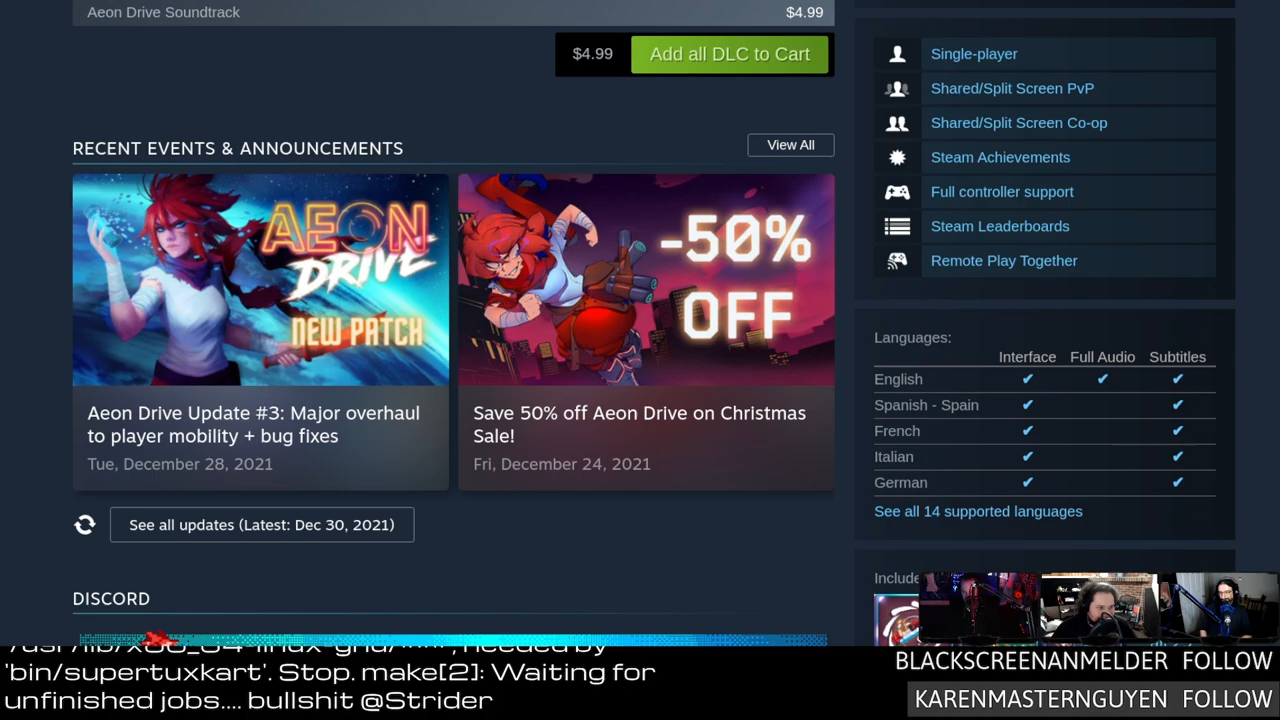 Aeon Drive Soundtrack $4.99
$4.99 Add all DLC to Cart
RECENT EVENTS & ANNOUNCEMENTS View All
AEON
DRIVE
NEW PATCH
-50%
OFF
Aeon Drive Update #3: Major overhaul
to player mobility + bug fixes
Tue, December 28, 2021
Save 50% off Aeon Drive on Christmas
Sale!
Fri, December 24, 2021
See all updates (Latest: Dec 30, 2021)
DISCORD
Single-player
Shared/Split Screen PvP
Shared/Split Screen Co-op
Steam Achievements
Full controller support
Steam Leaderboards
Remote Play Together
Languages:
Interface Full Audio Subtitles
English ✔ ✔ ✔
Spanish - Spain ✔ ✔
French ✔ ✔
Italian ✔ ✔
German ✔ ✔
See all 14 supported languages
Include
needed by
'bin/supertuxkart'. Stop. make[2]: Waiting for
unfinished jobs.... bullshit @Strider
BLACKSCREENANMELDER FOLLOW
KARENMASTERNGUYEN FOLLOW